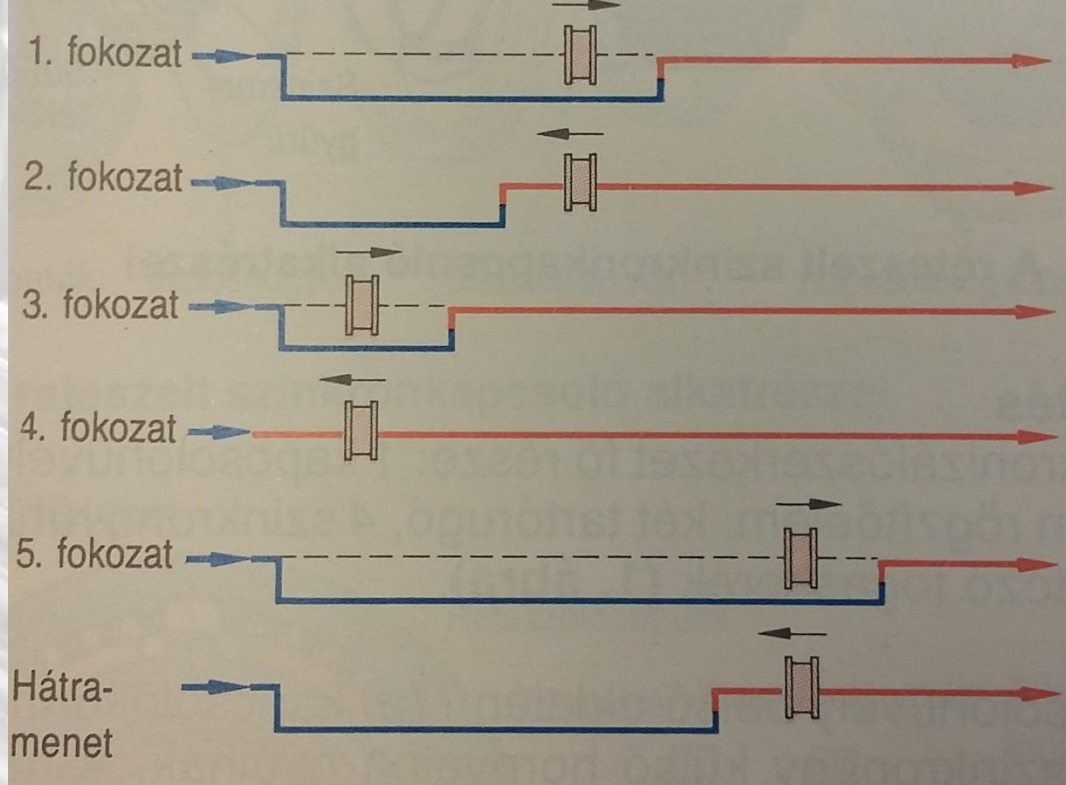 1. fokozat
2. fokozat
3. fokozat
4. fokozat
5. fokozat
Hátra-
menet